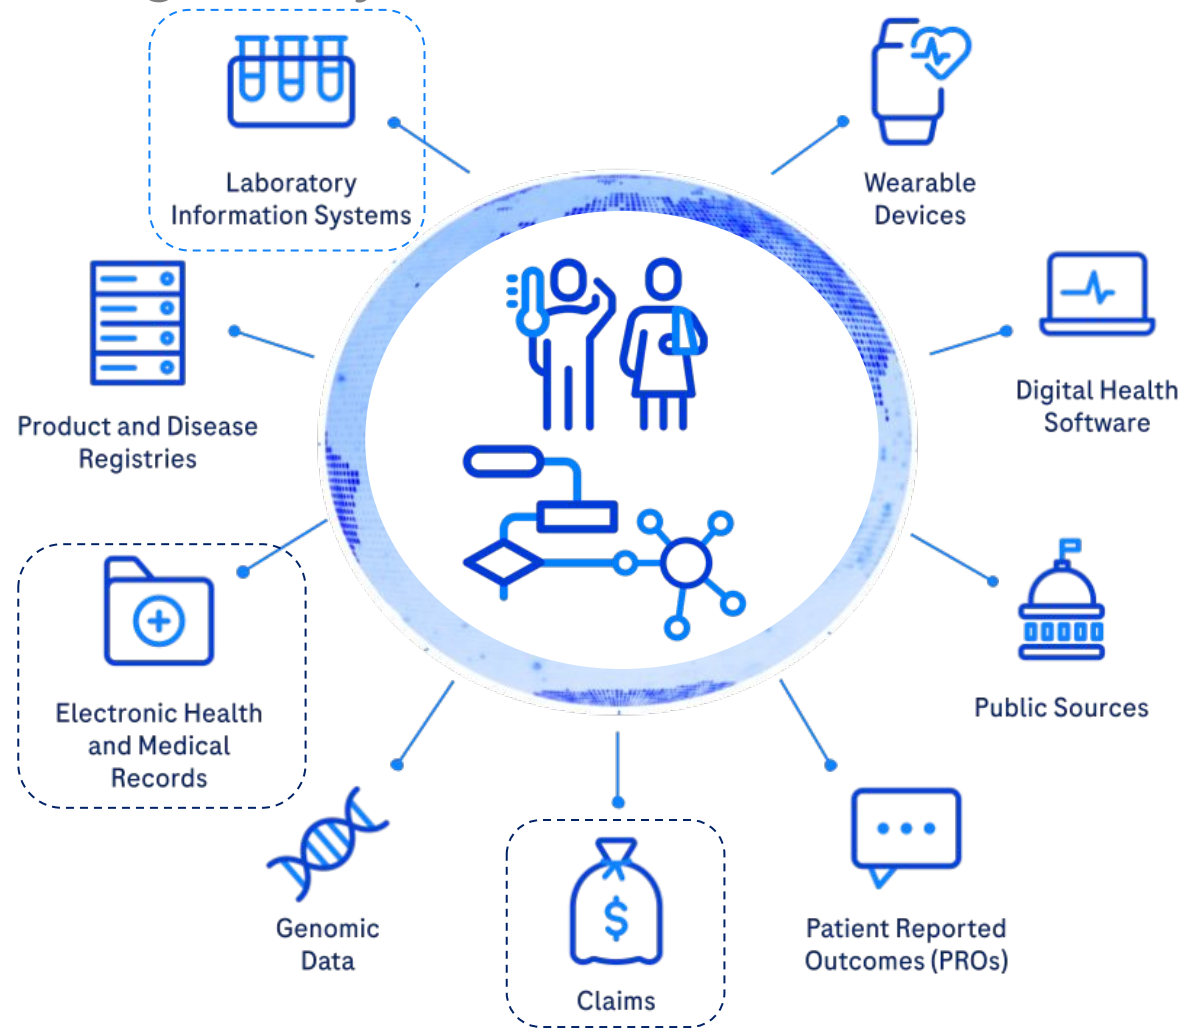 Laboratory
Information Systems
Wearable
Devices
Digital Health
Software
Product and Disease
Registries
Electronic Health
and Medical
Records
Public Sources
Genomic
Data
$
Claims
Patient Reported
Outcomes (PROs)